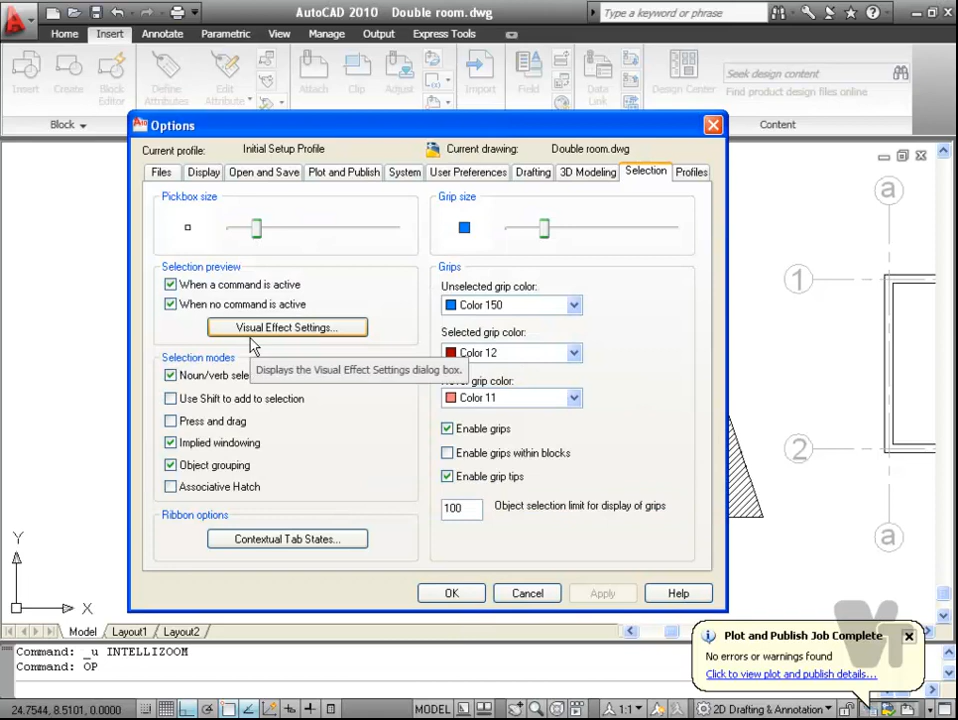 AutoCAD 2010 Double room.dwg
Type a keyword or phrase
Home Insert Annotate Parametric View Manage Output Express Tools
Insert Create Block Editor Define Attributes Edit Attribute Attach Clip Adjust Import Field Data Link Design Center
Seek design content
Find product design files online
Block Content
Options
Current profile: Initial Setup Profile Current drawing: Double room.dwg
Files Display Open and Save Plot and Publish System User Preferences Drafting 3D Modeling Selection Profiles
Pickbox size
Grip size
Selection preview
When a command is active
When no command is active
Visual Effect Settings...
Displays the Visual Effect Settings dialog box.
Selection modes
Noun/verb sele
Use Shift to add to selection
Press and drag
Implied windowing
Object grouping
Associative Hatch
Ribbon options
Contextual Tab States...
Grips
Unselected grip color:
Color 150
Selected grip color:
Color 12
grip color:
Color 11
Enable grips
Enable grips within blocks
Enable grip tips
100 Object selection limit for display of grips
OK Cancel Apply Help
a
1
2
a
Y
X
Model Layout1 Layout2
Command: _u INTELLIZOOM
Command: OP
Plot and Publish Job Complete
No errors or warnings found
Click to view plot and publish details...
24.7544, 8.5101, 0.0000 MODEL 1:1 2D Drafting & Annotation